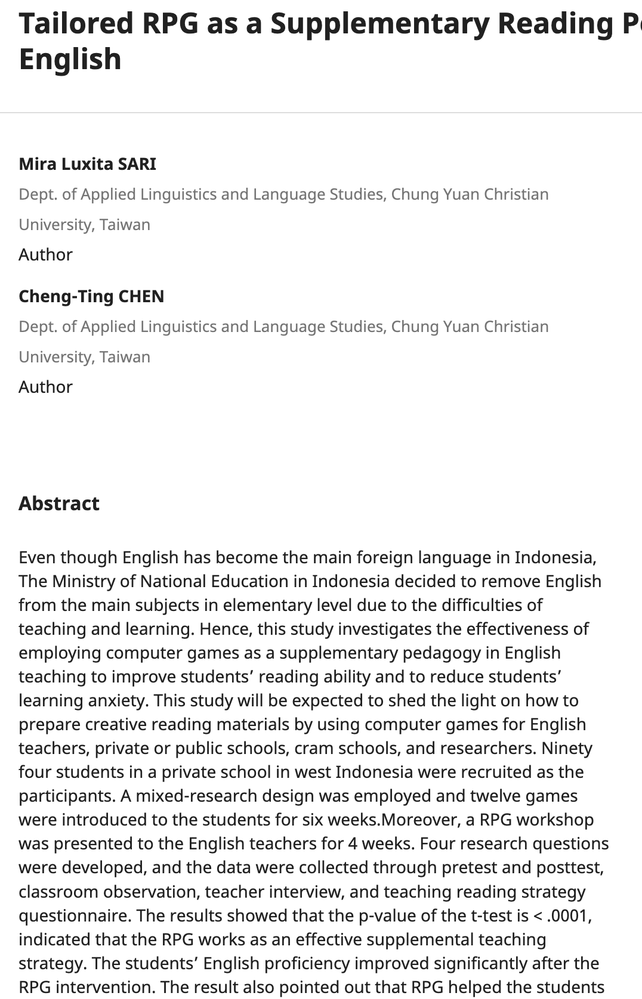 Tailored RPG as a Supplementary Reading
English
Mira Luxita SARI
Dept. of Applied Linguistics and Language Studies, Chung Yuan Christian
University, Taiwan
Author
Cheng-Ting CHEN
Dept. of Applied Linguistics and Language Studies, Chung Yuan Christian
University, Taiwan
Author
Abstract
Even though English has become the main foreign language in Indonesia,
The Ministry of National Education in Indonesia decided to remove English
from the main subjects in elementary level due to the difficulties of
teaching and learning. Hence, this study investigates the effectiveness of
employing computer games as a supplementary pedagogy in English
teaching to improve students’ reading ability and to reduce students’
learning anxiety. This study will be expected to shed the light on how to
prepare creative reading materials by using computer games for English
teachers, private or public schools, cram schools, and researchers. Ninety
four students in a private school in west Indonesia were recruited as the
participants. A mixed-research design was employed and twelve games
were introduced to the students for six weeks.Moreover, a RPG workshop
was presented to the English teachers for 4 weeks. Four research questions
were developed, and the data were collected through pretest and posttest,
classroom observation, teacher interview, and teaching reading strategy
questionnaire. The results showed that the p-value of the t-test is < .0001,
indicated that the RPG works as an effective supplemental teaching
strategy. The students’ English proficiency improved significantly after the
RPG intervention. The result also pointed out that RPG helped the students